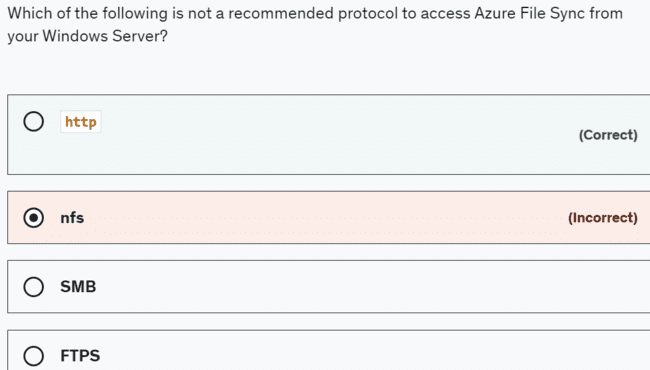 Which of the following is not a recommended protocol to access Azure File Sync from
your Windows Server?
http
(Correct)
nfs
(Incorrect)
SMB
FTPS